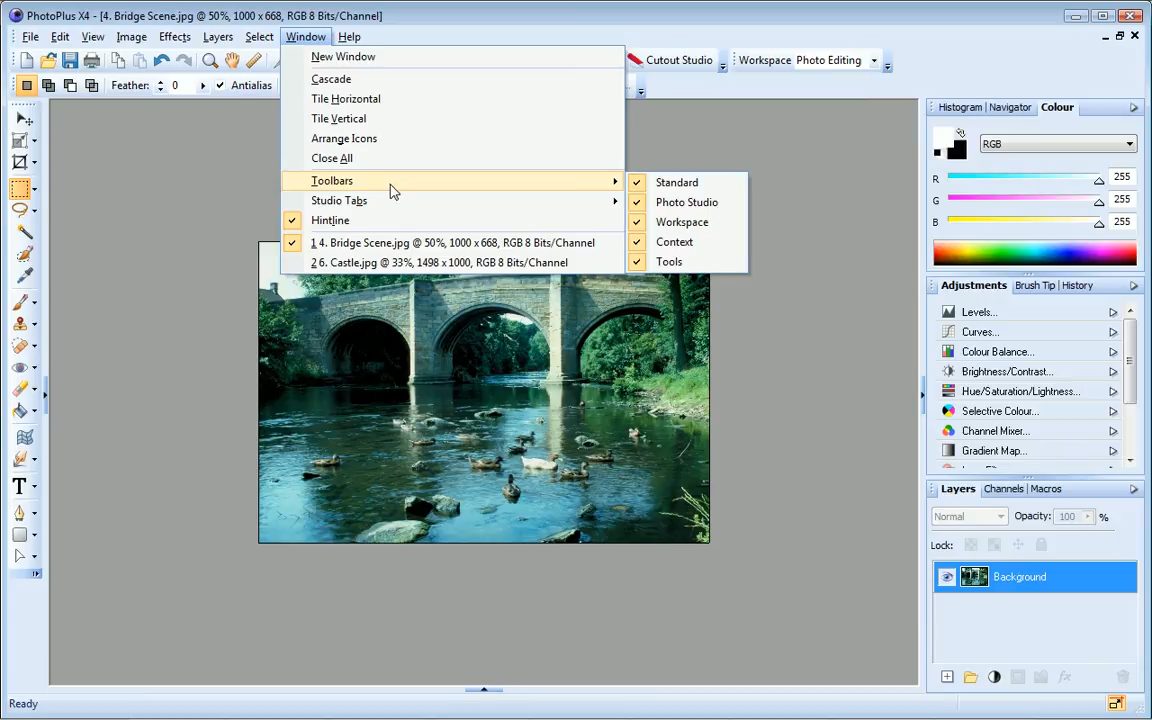 PhotoPlus X4 - [4. Bridge Scene.jpg @ 50%, 1000 x 668, RGB 8 Bits/Channel]
File Edit View Image Effects Layers Select Window Help
Cutout Studio Workspace Photo Editing
Feather: 0 Antialias
New Window
Cascade
Tile Horizontal
Tile Vertical
Arrange Icons
Close All
Toolbars
Studio Tabs
Hintline
1 4. Bridge Scene.jpg @ 50%, 1000 x 668, RGB 8 Bits/Channel
2 6. Castle.jpg @ 33%, 1498 x 1000, RGB 8 Bits/Channel
Standard
Photo Studio
Workspace
Context
Tools
Histogram Navigator Colour
RGB
R 255
G 255
B 255
Adjustments Brush Tip History
Levels...
Curves...
Colour Balance...
Brightness/Contrast...
Hue/Saturation/Lightness...
Selective Colour...
Channel Mixer...
Gradient Map...
Layers Channels Macros
Normal Opacity: 100 %
Lock:
Background
Ready